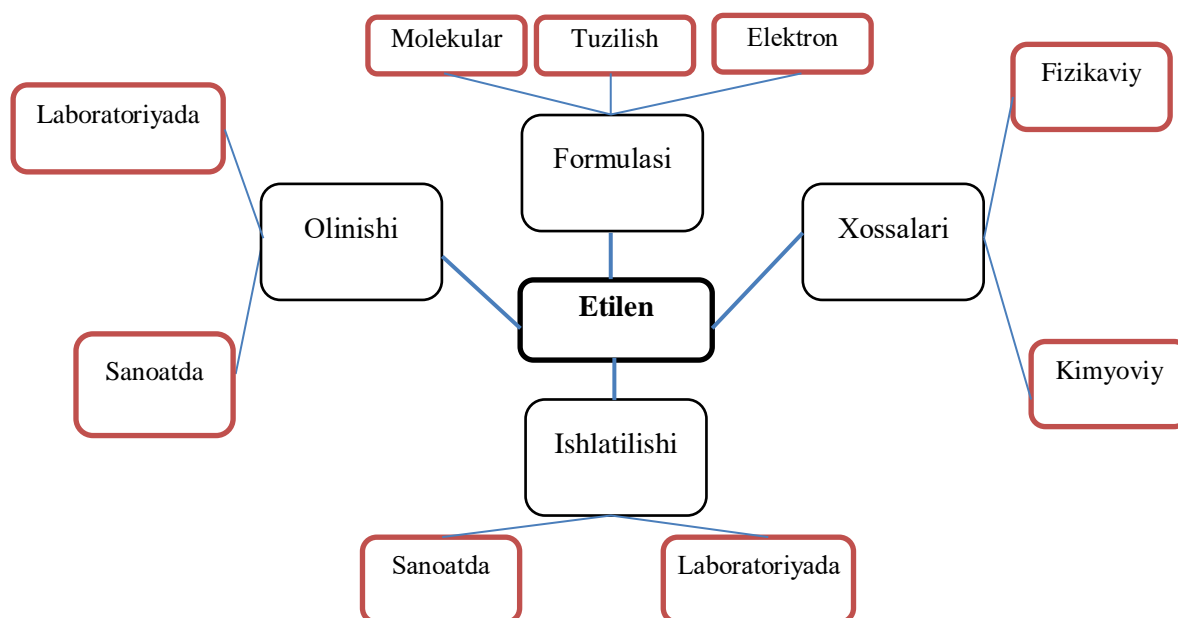 Molekular
Tuzilish
Elektron
Fizikaviy
Laboratoriyada
Formulasi
Olinishi
Xossalari
Etilen
Sanoatda
Kimyoviy
Ishlatilishi
Sanoatda
Laboratoriyada